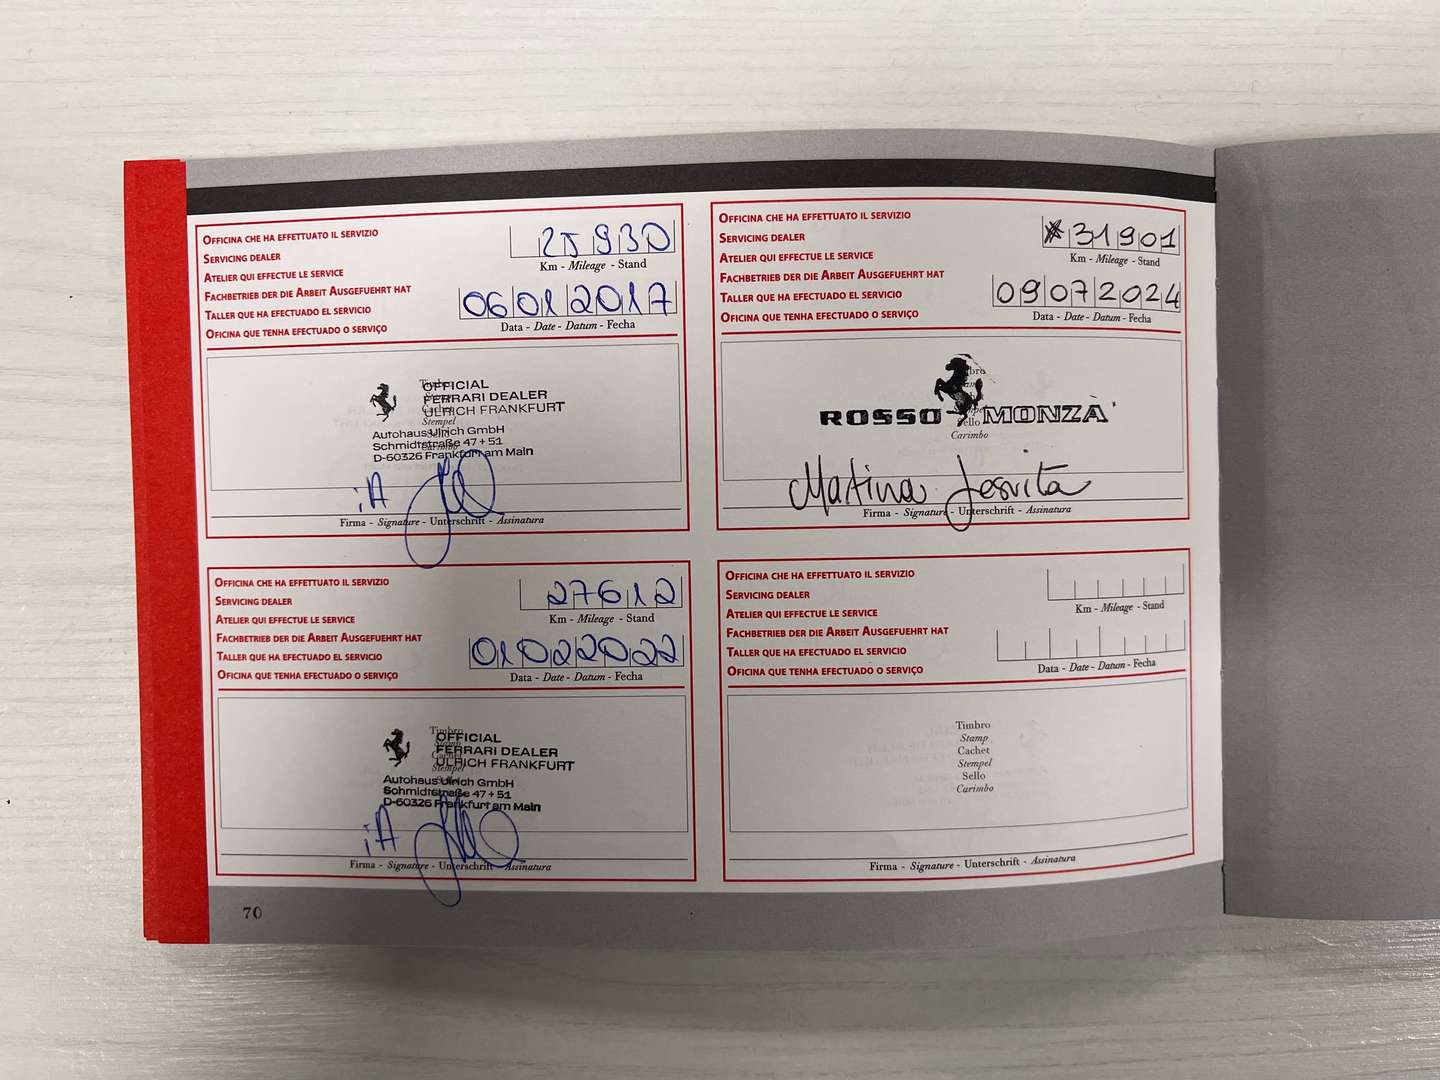 OFFICINA CHE HA EFFETTUATO IL SERVIZIO
SERVICING DEALER
ATELIER QUI EFFECTUE LE SERVICE
FACHBETRIEB DER DIE ARBEIT AUSGEFUEHRT HAT
TALLER QUE HA EFECTUADO EL SERVICIO
OFICINA QUE TENHA EFECTUADO O SERVIÇO
25930
Km - Mileage - Stand
06012017
Data - Date - Datum - Fecha
OFFICIAL
FERRARI DEALER
ULRICH FRANKFURT
Stempel
Autohaus Ulrich GmbH
Schmidtstraße 47 + 51
D-60326 Frankfurt am Main
iA
Firma - Signature - Unterschrift - Assinatura
OFFICINA CHE HA EFFETTUATO IL SERVIZIO
SERVICING DEALER
ATELIER QUI EFFECTUE LE SERVICE
FACHBETRIEB DER DIE ARBEIT AUSGEFUEHRT HAT
TALLER QUE HA EFECTUADO EL SERVICIO
OFICINA QUE TENHA EFECTUADO O SERVIÇO
31901
Km - Mileage - Stand
09072024
Data - Date - Datum - Fecha
ROSSO MONZA
Sello
Carimbo
Martina Jesvita
Firma - Signature - Unterschrift - Assinatura
OFFICINA CHE HA EFFETTUATO IL SERVIZIO
SERVICING DEALER
ATELIER QUI EFFECTUE LE SERVICE
FACHBETRIEB DER DIE ARBEIT AUSGEFUEHRT HAT
TALLER QUE HA EFECTUADO EL SERVICIO
OFICINA QUE TENHA EFECTUADO O SERVIÇO
27612
Km - Mileage - Stand
01022022
Data - Date - Datum - Fecha
OFFICIAL
FERRARI DEALER
ULRICH FRANKFURT
Stempel
Autohaus Ulrich GmbH
Schmidtstraße 47 + 51
D-60326 Frankfurt am Main
iA
Firma - Signature - Unterschrift - Assinatura
OFFICINA CHE HA EFFETTUATO IL SERVIZIO
SERVICING DEALER
ATELIER QUI EFFECTUE LE SERVICE
FACHBETRIEB DER DIE ARBEIT AUSGEFUEHRT HAT
TALLER QUE HA EFECTUADO EL SERVICIO
OFICINA QUE TENHA EFECTUADO O SERVIÇO
Km - Mileage - Stand
Data - Date - Datum - Fecha
Timbro
Stamp
Cachet
Stempel
Sello
Carimbo
Firma - Signature - Unterschrift - Assinatura
70